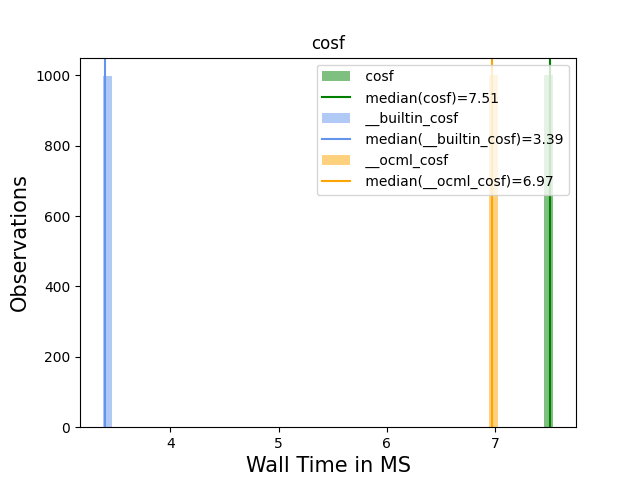 cosf
1000
800
600
400
200
0
Observations
cosf
median(cosf)=7.51
__builtin_cosf
median(__builtin_cosf)=3.39
__ocml_cosf
median(__ocml_cosf)=6.97
4 5 6 7
Wall Time in MS